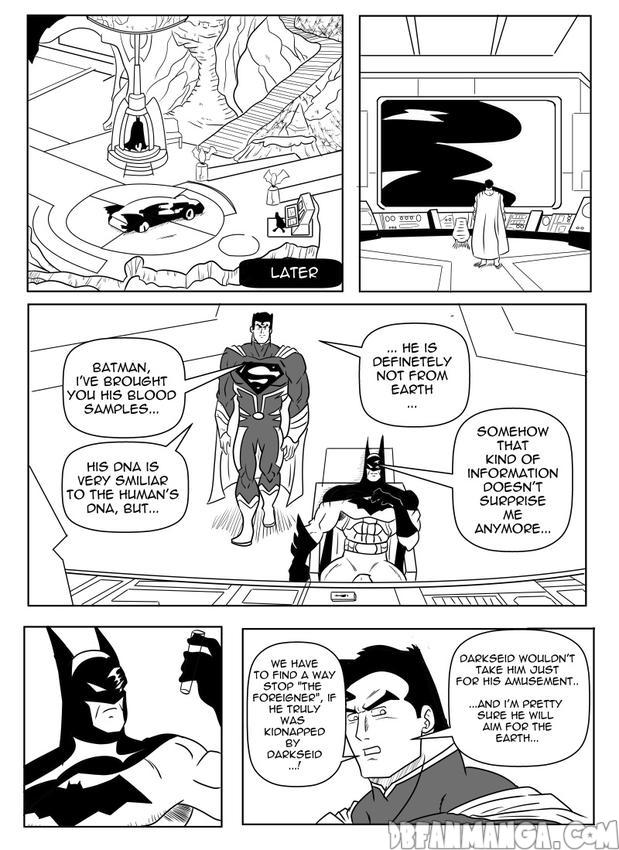 LATER
BATMAN,
I'VE BROUGHT
YOU HIS BLOOD
SAMPLES...
... HE IS
DEFINETELY
NOT FROM
EARTH
...
HIS DNA IS
VERY SMILIAR
TO THE HUMAN'S
DNA, BUT...
SOMEHOW
THAT
KIND OF
INFORMATION
DOESN'T
SURPRISE
ME
ANYMORE...
WE HAVE
TO FIND A WAY
STOP "THE
FOREIGNER", IF
HE TRULY
WAS
KIDNAPPED
BY
DARKSEID
...!
DARKSEID WOULDN'T
TAKE HIM JUST
FOR HIS AMUSEMENT..
...AND I'M PRETTY
SURE HE WILL
AIM FOR THE
EARTH...
DBFANMANGA.COM